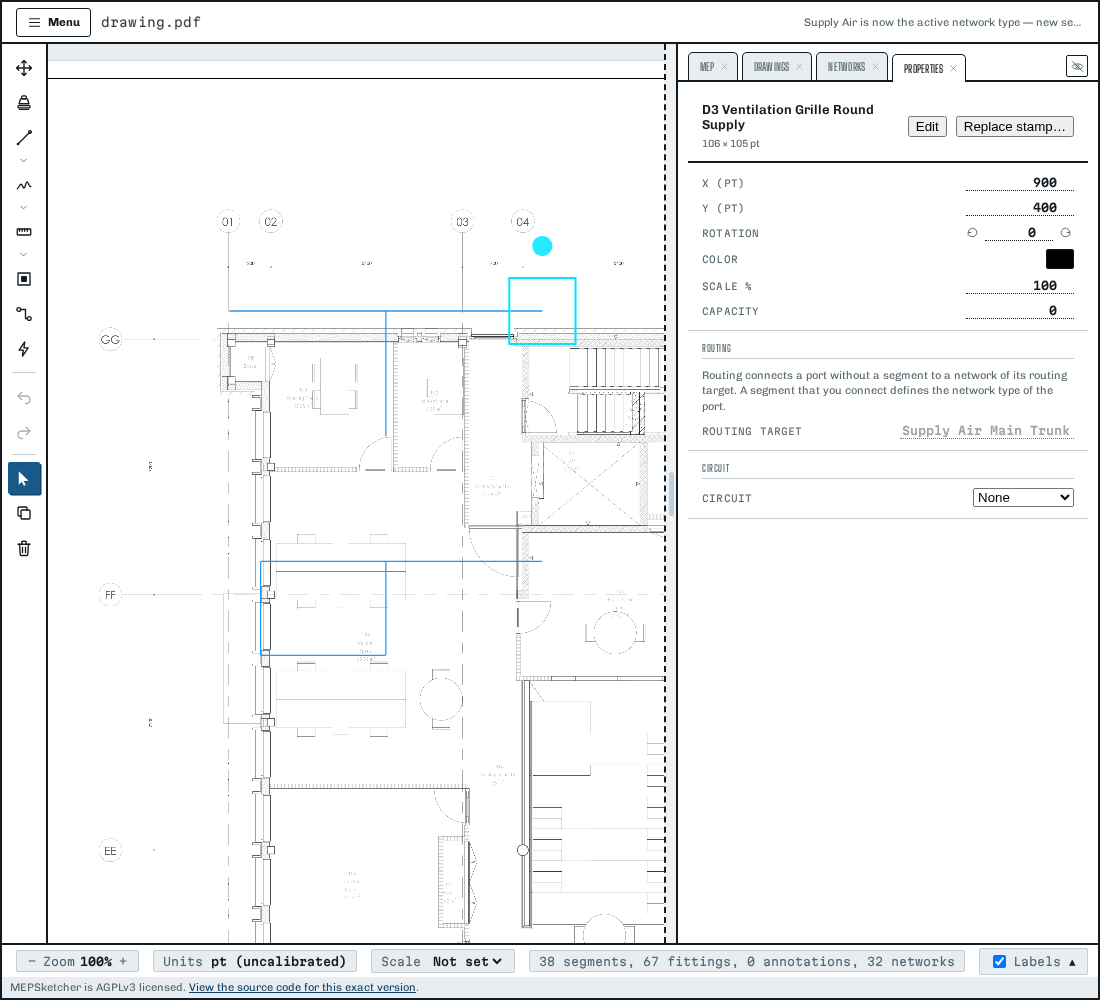 Menu
drawing.pdf
Supply Air is now the active network type — new se…
MEP
DRAWINGS
NETWORKS
PROPERTIES
D3 Ventilation Grille Round
Supply
106 × 105 pt
Edit
Replace stamp…
X (PT)
900
Y (PT)
400
ROTATION
0
COLOR
SCALE %
100
CAPACITY
0
ROUTING
Routing connects a port without a segment to a network of its routing
target. A segment that you connect defines the network type of the
port.
ROUTING TARGET
Supply Air Main Trunk
CIRCUIT
CIRCUIT
None
01
02
03
04
GG
FF
EE
− Zoom 100% +
Units pt (uncalibrated)
Scale Not set
38 segments, 67 fittings, 0 annotations, 32 networks
Labels ▲
MEPSketcher is AGPLv3 licensed. View the source code for this exact version.